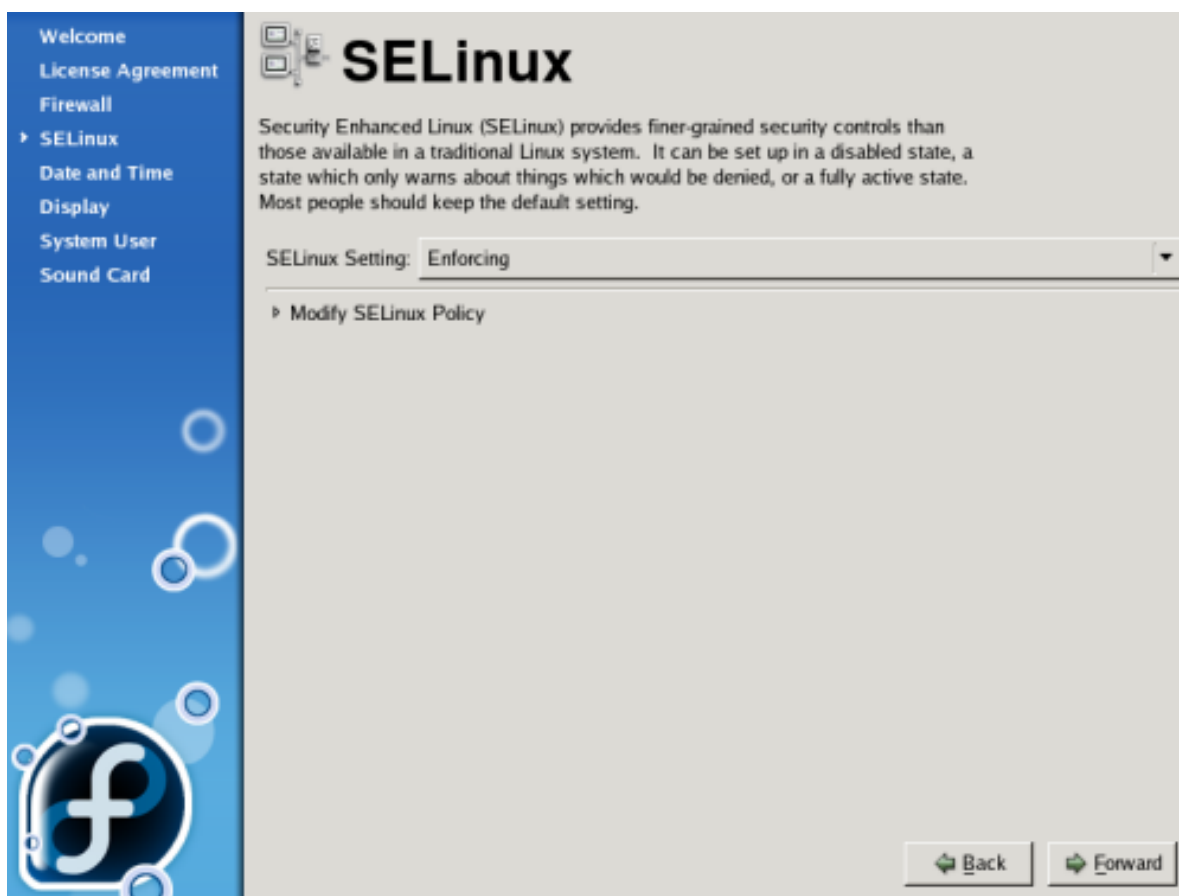 Welcome
License Agreement
Firewall
SELinux
Date and Time
Display
System User
Sound Card
SELinux
Security Enhanced Linux (SELinux) provides finer-grained security controls than
those available in a traditional Linux system. It can be set up in a disabled state, a
state which only warns about things which would be denied, or a fully active state.
Most people should keep the default setting.
SELinux Setting: Enforcing
Modify SELinux Policy
Back Forward